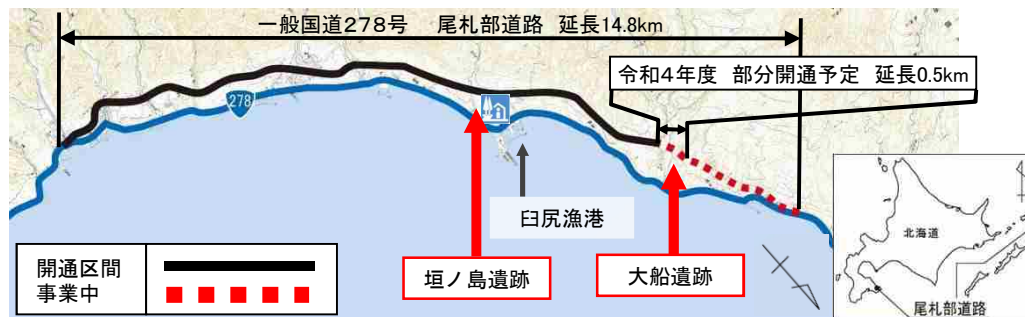 一般国道278号 尾札部道路 延長14.8km
令和4年度 部分開通予定 延長0.5km
278
臼尻漁港
垣ノ島遺跡
大船遺跡
開通区間
事業中
北海道
尾札部道路